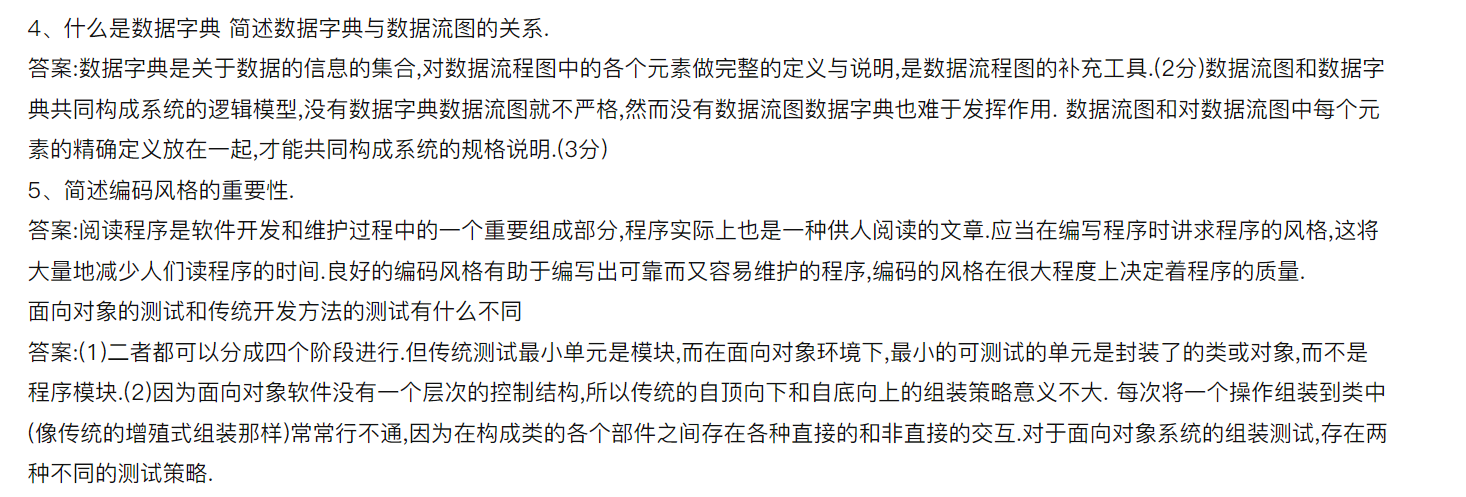 4、什么是数据字典 简述数据字典与数据流图的关系.
答案:数据字典是关于数据的信息的集合,对数据流程图中的各个元素做完整的定义与说明,是数据流程图的补充工具.(2分)数据流图和数据字
典共同构成系统的逻辑模型,没有数据字典数据流图就不严格,然而没有数据流图数据字典也难于发挥作用. 数据流图和对数据流图中每个元
素的精确定义放在一起,才能共同构成系统的规格说明.(3分)
5、简述编码风格的重要性.
答案:阅读程序是软件开发和维护过程中的一个重要组成部分,程序实际上也是一种供人阅读的文章.应当在编写程序时讲求程序的风格,这将
大量地减少人们读程序的时间.良好的编码风格有助于编写出可靠而又容易维护的程序,编码的风格在很大程度上决定着程序的质量.
面向对象的测试和传统开发方法的测试有什么不同
答案:(1)二者都可以分成四个阶段进行.但传统测试最小单元是模块,而在面向对象环境下,最小的可测试的单元是封装了的类或对象,而不是
程序模块.(2)因为面向对象软件没有一个层次的控制结构,所以传统的自顶向下和自底向上的组装策略意义不大. 每次将一个操作组装到类中
(像传统的增殖式组装那样)常常行不通,因为在构成类的各个部件之间存在各种直接的和非直接的交互.对于面向对象系统的组装测试,存在两
种不同的测试策略.